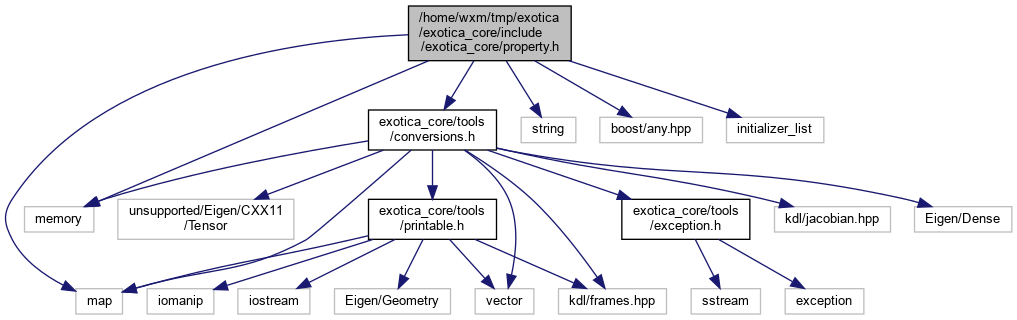 /home/wxm/tmp/exotica
/exotica_core/include
/exotica_core/property.h
exotica_core/tools
/conversions.h
string
boost/any.hpp
initializer_list
memory
unsupported/Eigen/CXX11
/Tensor
exotica_core/tools
/printable.h
exotica_core/tools
/exception.h
kdl/jacobian.hpp
Eigen/Dense
map
iomanip
iostream
Eigen/Geometry
vector
kdl/frames.hpp
sstream
exception